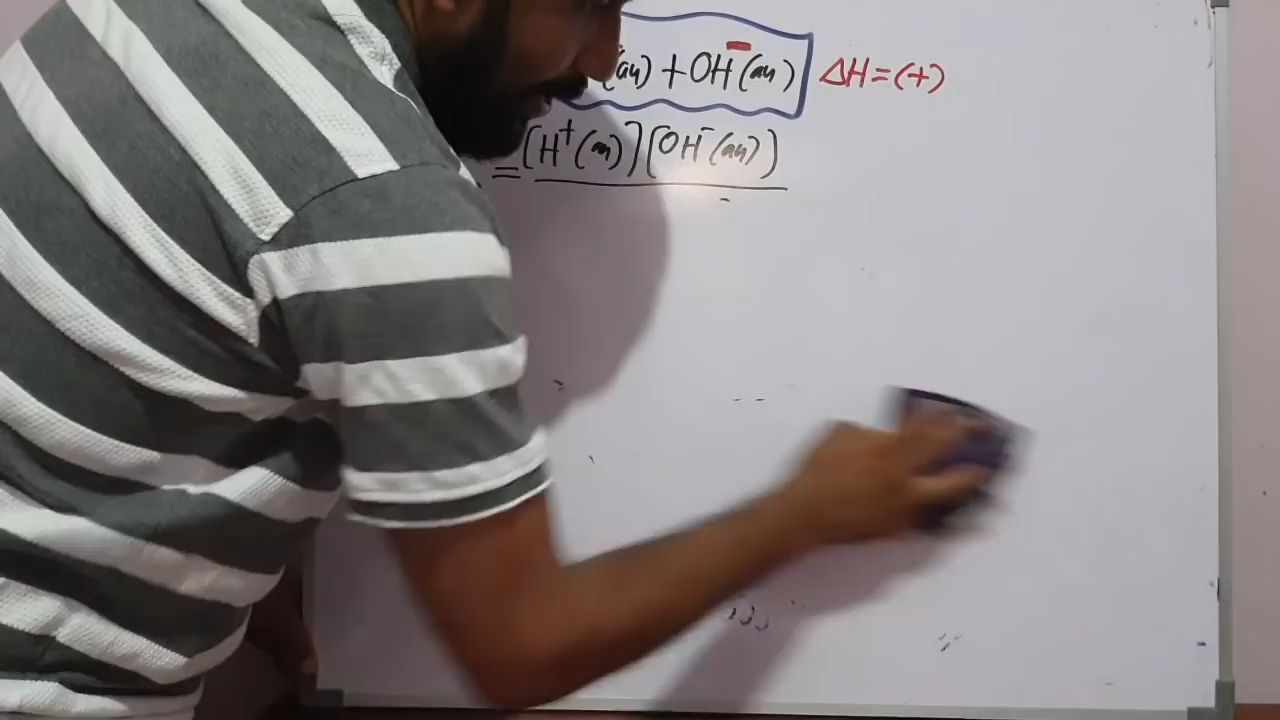 (aq) + OH⁻(aq) ΔH = (+)
= [H⁺(aq)][OH⁻(aq)]